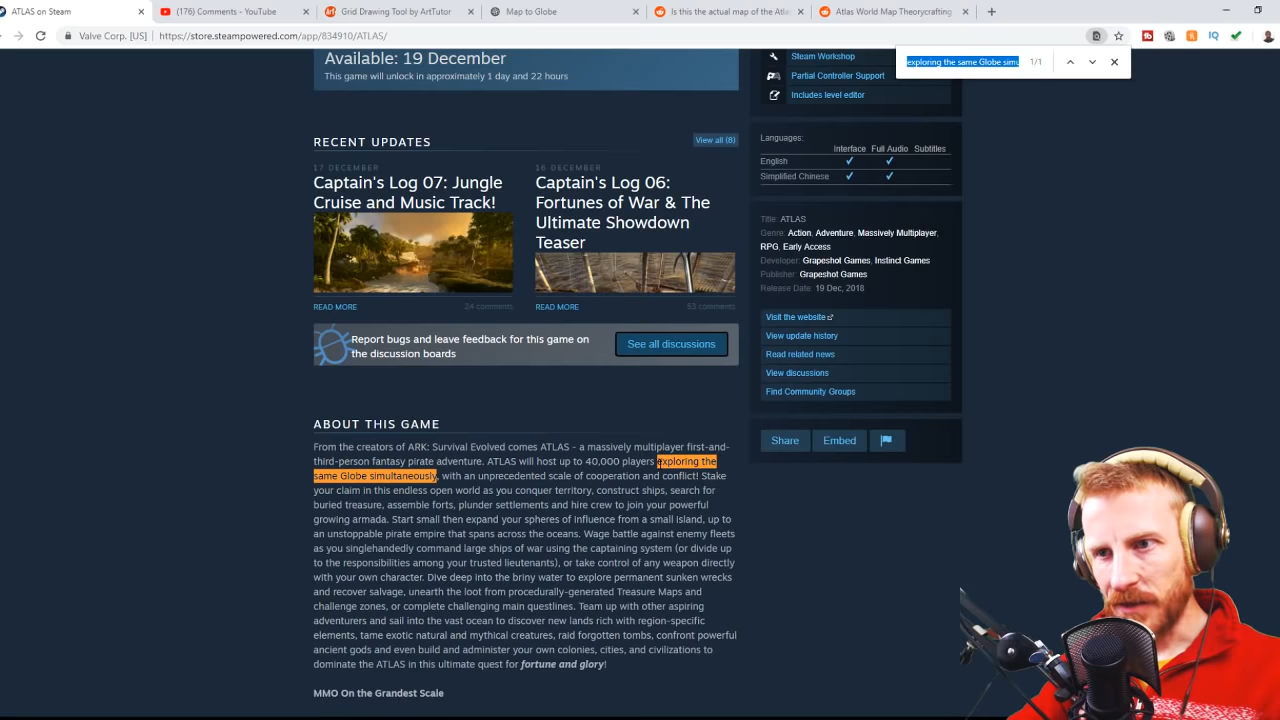 ATLAS on Steam
(176) Comments - YouTube
Grid Drawing Tool by ArtTutor
Map to Globe
Is this the actual map of the Atlas
Atlas World Map Theorycrafting
Valve Corp. [US]
https://store.steampowered.com/app/834910/ATLAS/
exploring the same Globe simu
1/1
Available: 19 December
This game will unlock in approximately 1 day and 22 hours
RECENT UPDATES
View all (8)
17 DECEMBER
Captain's Log 07: Jungle
Cruise and Music Track!
READ MORE
24 comments
16 DECEMBER
Captain's Log 06:
Fortunes of War & The
Ultimate Showdown
Teaser
READ MORE
53 comments
Report bugs and leave feedback for this game on
the discussion boards
See all discussions
ABOUT THIS GAME
From the creators of ARK: Survival Evolved comes ATLAS - a massively multiplayer first-and-
third-person fantasy pirate adventure. ATLAS will host up to 40,000 players exploring the
same Globe simultaneously, with an unprecedented scale of cooperation and conflict! Stake
your claim in this endless open world as you conquer territory, construct ships, search for
buried treasure, assemble forts, plunder settlements and hire crew to join your powerful
growing armada. Start small then expand your spheres of influence from a small island, up to
an unstoppable pirate empire that spans across the oceans. Wage battle against enemy fleets
as you singlehandedly command large ships of war using the captaining system (or divide up
to the responsibilities among your trusted lieutenants), or take control of any weapon directly
with your own character. Dive deep into the briny water to explore permanent sunken wrecks
and recover salvage, unearth the loot from procedurally-generated Treasure Maps and
challenge zones, or complete challenging main questlines. Team up with other aspiring
adventurers and sail into the vast ocean to discover new lands rich with region-specific
elements, tame exotic natural and mythical creatures, raid forgotten tombs, confront powerful
ancient gods and even build and administer your own colonies, cities, and civilizations to
dominate the ATLAS in this ultimate quest for fortune and glory!
MMO On the Grandest Scale
Steam Workshop
Partial Controller Support
Includes level editor
Languages:
Interface Full Audio Subtitles
English ✓ ✓
Simplified Chinese ✓ ✓
Title: ATLAS
Genre: Action, Adventure, Massively Multiplayer,
RPG, Early Access
Developer: Grapeshot Games, Instinct Games
Publisher: Grapeshot Games
Release Date: 19 Dec, 2018
Visit the website
View update history
Read related news
View discussions
Find Community Groups
Share
Embed